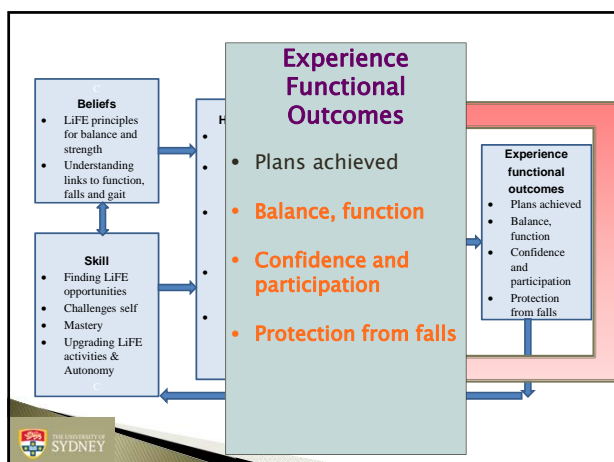 C
Beliefs
• LiFE principles
for balance and
strength
• Understanding
links to function,
falls and gait
Skill
• Finding LiFE
opportunities
• Challenges self
• Mastery
• Upgrading LiFE
activities &
Autonomy
C
H
Experience
Functional
Outcomes
• Plans achieved
• Balance, function
• Confidence and
participation
• Protection from falls
Experience
functional
outcomes
• Plans achieved
• Balance,
function
• Confidence
and
participation
• Protection
from falls
THE UNIVERSITY OF
SYDNEY